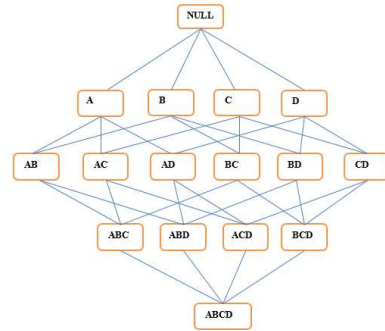 NULL
A B C D
AB AC AD BC BD CD
ABC ABD ACD BCD
ABCD